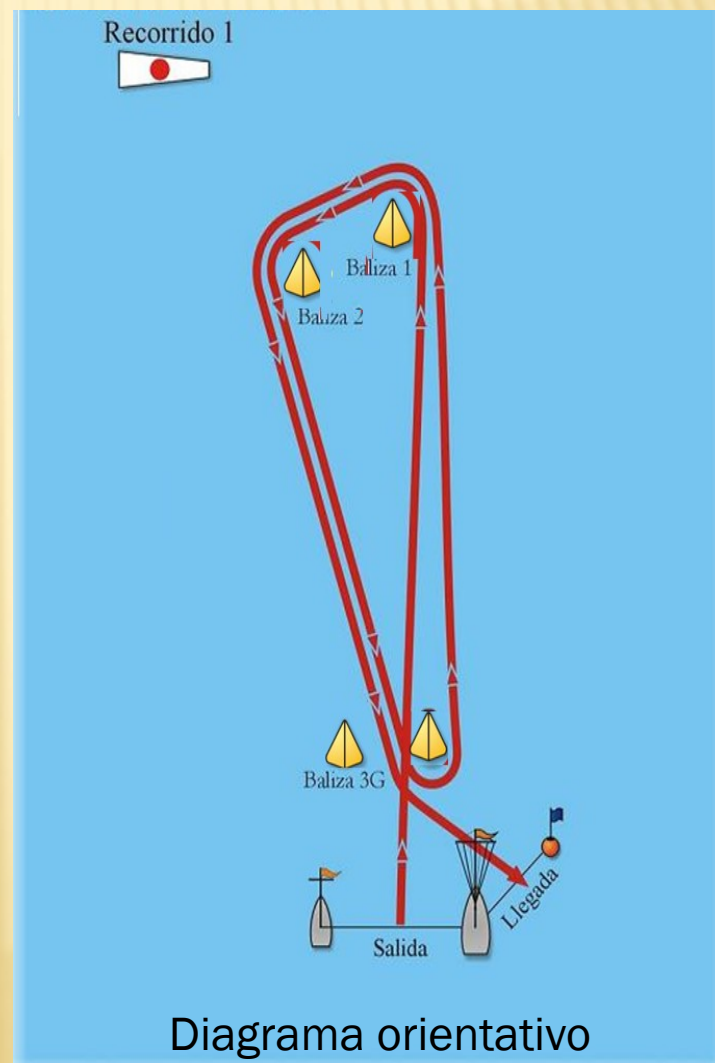 Recorrido 1
Baliza 1
Baliza 2
Baliza 3G
Llegada
Salida
Diagrama orientativo